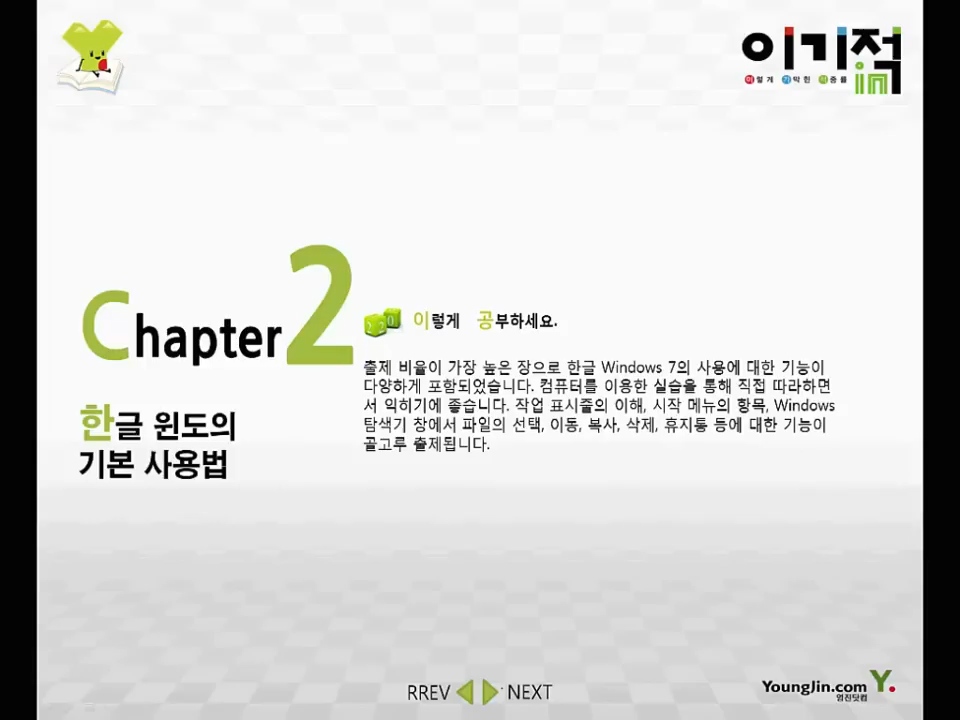 이기적 in
이렇게 기막힌 적중률
Chapter 2
한글 윈도의
기본 사용법
이렇게 공부하세요.
출제 비율이 가장 높은 장으로 한글 Windows 7의 사용에 대한 기능이
다양하게 포함되었습니다. 컴퓨터를 이용한 실습을 통해 직접 따라하면
서 익히기에 좋습니다. 작업 표시줄의 이해, 시작 메뉴의 항목, Windows
탐색기 창에서 파일의 선택, 이동, 복사, 삭제, 휴지통 등에 대한 기능이
골고루 출제됩니다.
RREV NEXT
YoungJin.com Y.
영진닷컴